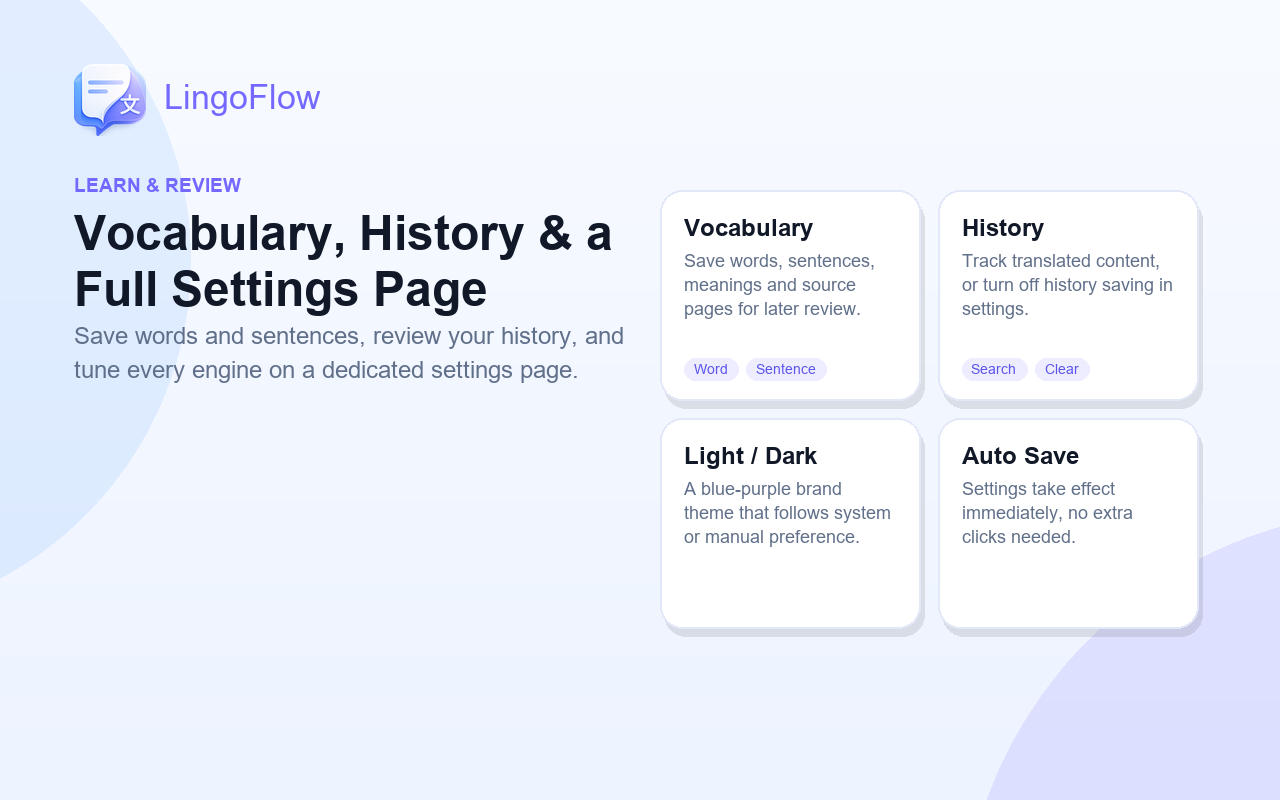 文
LingoFlow
LEARN & REVIEW
Vocabulary, History & a
Full Settings Page
Save words and sentences, review your history, and
tune every engine on a dedicated settings page.
Vocabulary
Save words, sentences,
meanings and source
pages for later review.
Word
Sentence
History
Track translated content,
or turn off history saving in
settings.
Search
Clear
Light / Dark
A blue-purple brand
theme that follows system
or manual preference.
Auto Save
Settings take effect
immediately, no extra
clicks needed.